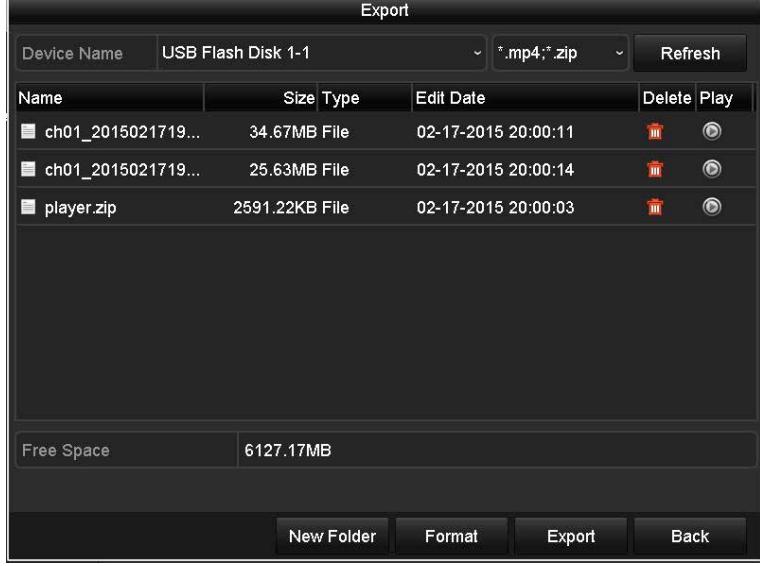 Export
Device Name USB Flash Disk 1-1 *.mp4;*.zip Refresh
Name Size Type Edit Date Delete Play
ch01_2015021719... 34.67MB File 02-17-2015 20:00:11
ch01_2015021719... 25.63MB File 02-17-2015 20:00:14
player.zip 2591.22KB File 02-17-2015 20:00:03
Free Space 6127.17MB
New Folder Format Export Back